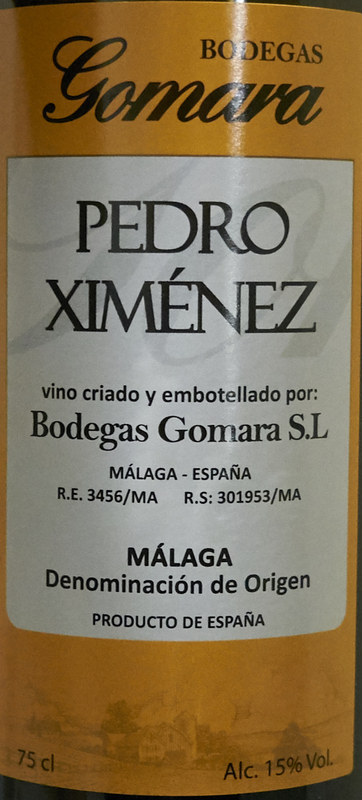 BODEGAS
Gomara
PEDRO
XIMÉNEZ
vino criado y embotellado por:
Bodegas Gomara S.L
MÁLAGA - ESPAÑA
R.E. 3456/MA R.S: 301953/MA
MÁLAGA
Denominación de Origen
PRODUCTO DE ESPAÑA
75 cl Alc. 15% Vol.